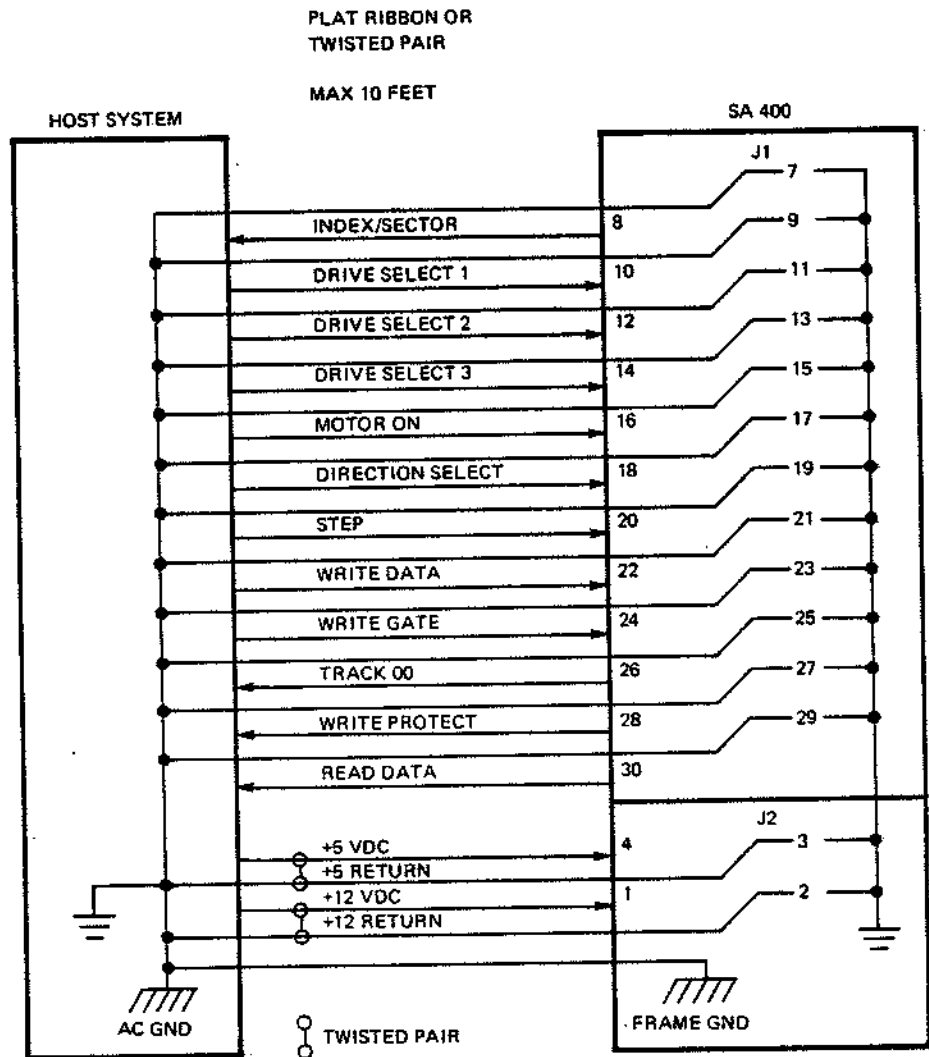 PLAT RIBBON OR
TWISTED PAIR
MAX 10 FEET
HOST SYSTEM
SA 400
J1
7
INDEX/SECTOR
8
9
DRIVE SELECT 1
10
11
DRIVE SELECT 2
12
13
DRIVE SELECT 3
14
15
MOTOR ON
16
17
DIRECTION SELECT
18
19
STEP
20
21
WRITE DATA
22
23
WRITE GATE
24
25
TRACK 00
26
27
WRITE PROTECT
28
29
READ DATA
30
J2
+5 VDC
4
3
+5 RETURN
+12 VDC
1
2
+12 RETURN
AC GND
FRAME GND
TWISTED PAIR